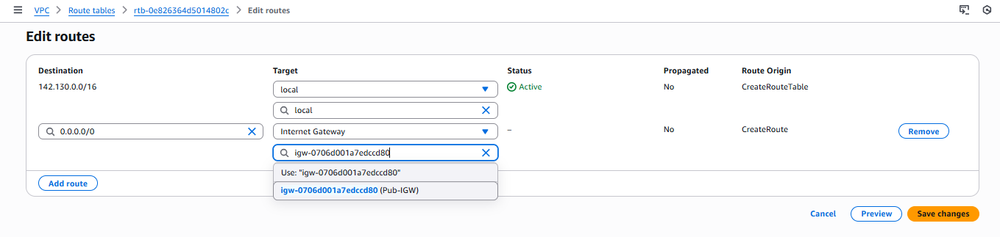 VPC > Route tables > rtb-0e826364d5014802c > Edit routes
Edit routes
Destination Target Status Propagated Route Origin
142.130.0.0/16 local Active No CreateRouteTable
local
0.0.0.0/0 Internet Gateway – No CreateRoute Remove
igw-0706d001a7edccd80
Use: "igw-0706d001a7edccd80"
Add route
igw-0706d001a7edccd80 (Pub-IGW)
Cancel Preview Save changes